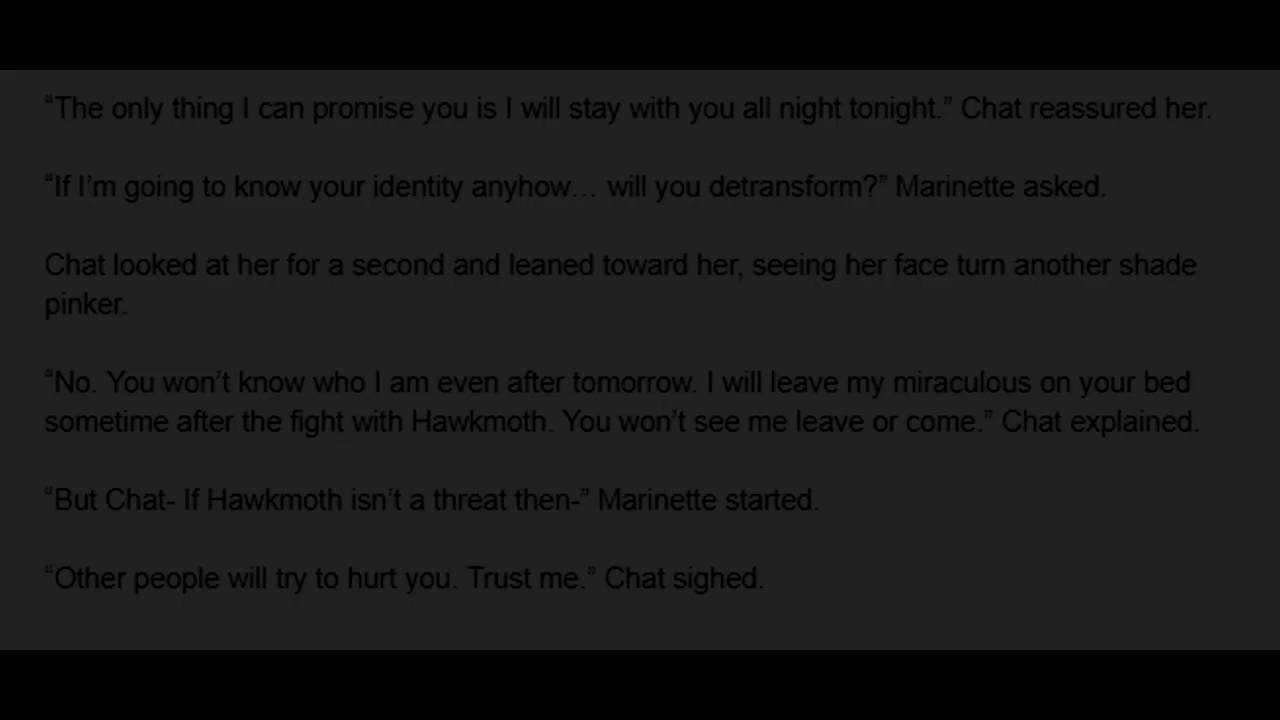 “The only thing I can promise you is I will stay with you all night tonight.” Chat reassured her.
“If I’m going to know your identity anyhow… will you detransform?” Marinette asked.
Chat looked at her for a second and leaned toward her, seeing her face turn another shade
pinker.
“No. You won’t know who I am even after tomorrow. I will leave my miraculous on your bed
sometime after the fight with Hawkmoth. You won’t see me leave or come.” Chat explained.
“But Chat- If Hawkmoth isn’t a threat then-” Marinette started.
“Other people will try to hurt you. Trust me.” Chat sighed.